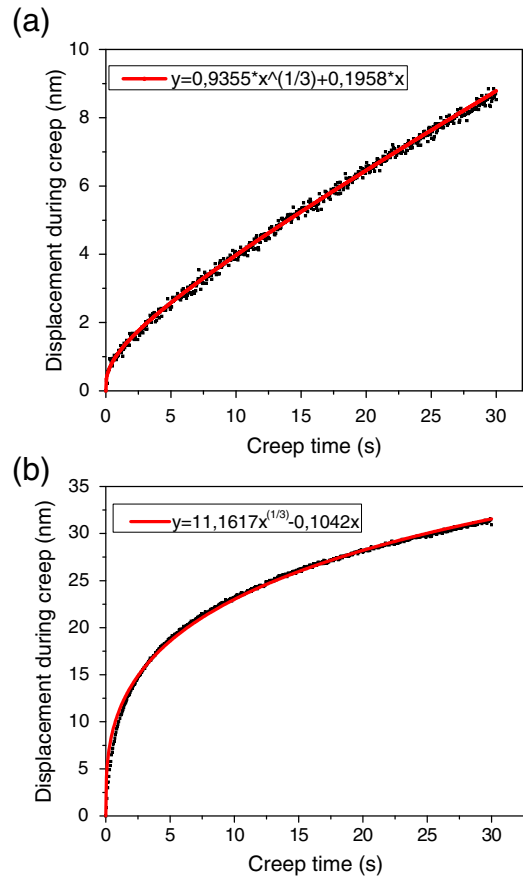 (a)
10
y=0,9355*x^(1/3)+0,1958*x
8
6
4
2
0
Displacement during creep (nm)
0 5 10 15 20 25 30
Creep time (s)
(b)
35
y=11,1617x(1/3)-0,1042x
30
25
20
15
10
5
0
Displacement during creep (nm)
0 5 10 15 20 25 30
Creep time (s)